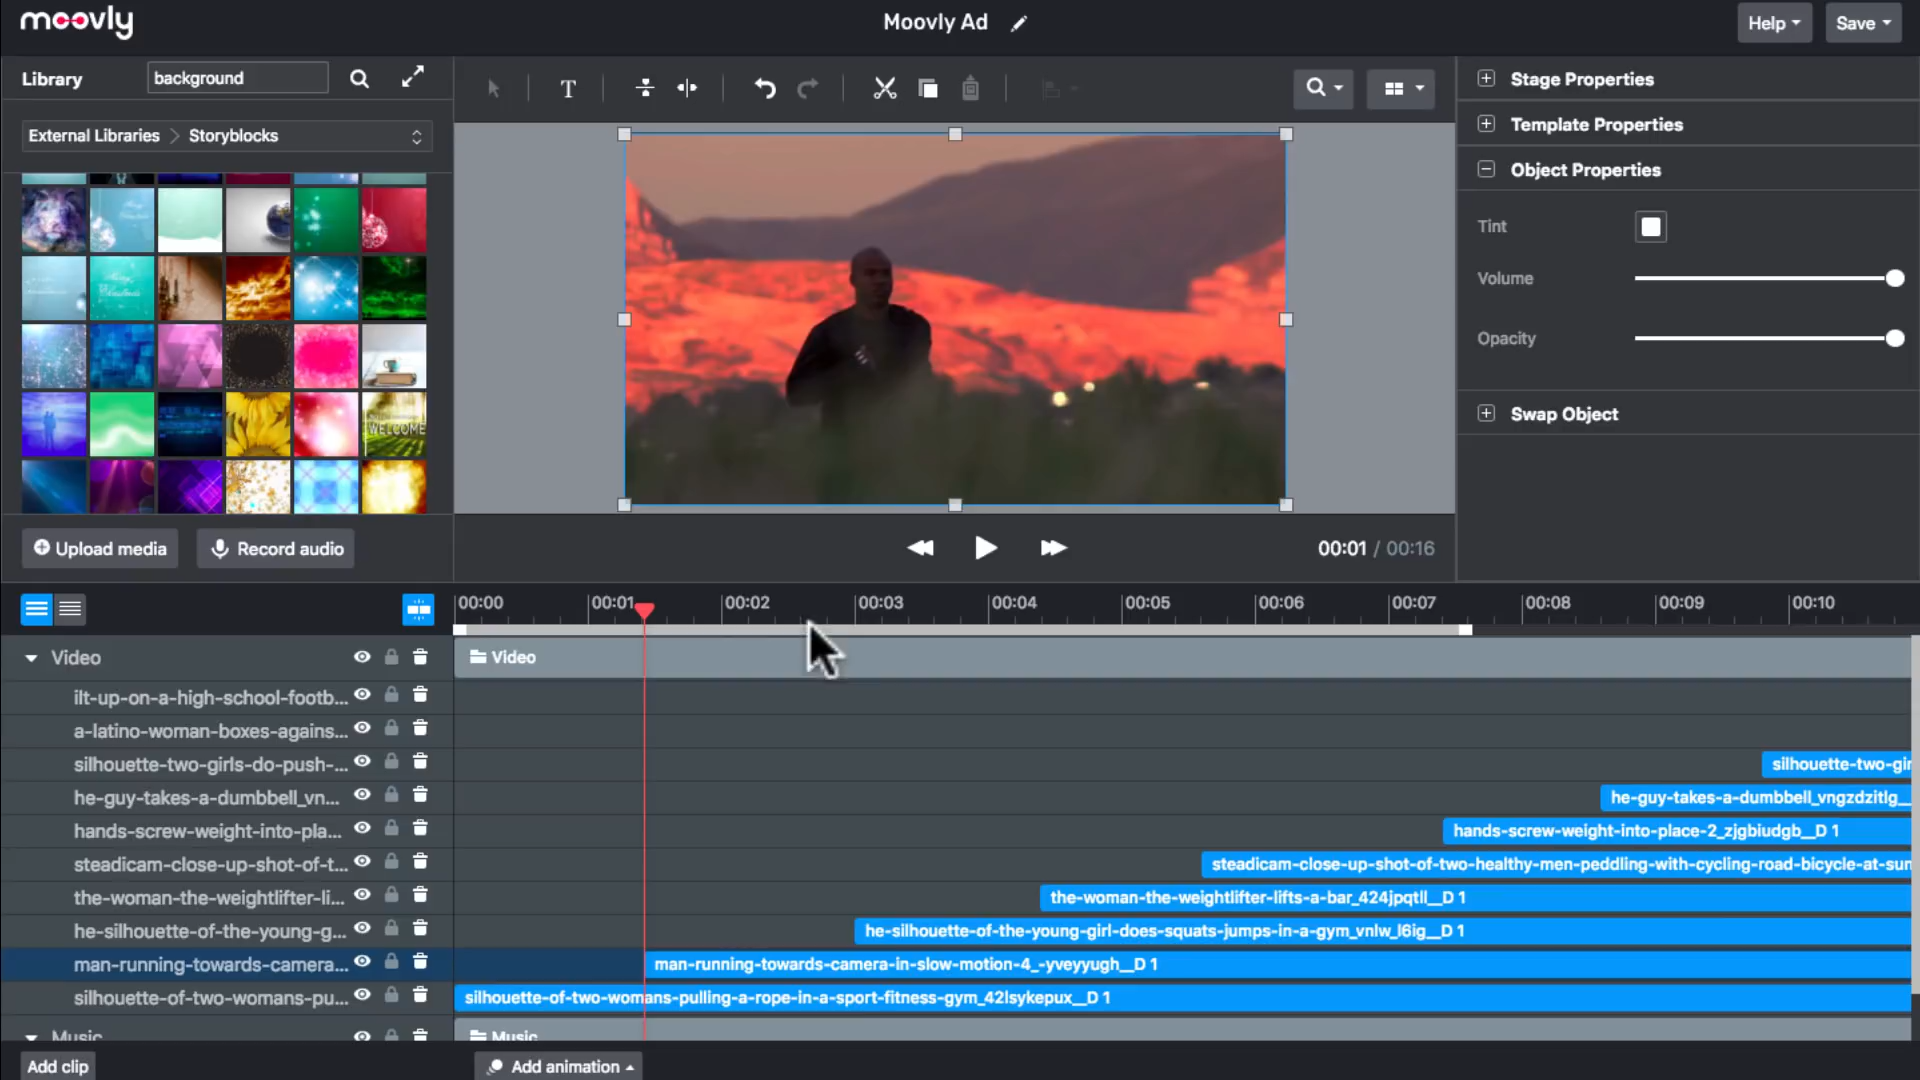 moovly
Moovly Ad
Help
Save
Library
background
External Libraries
Storyblocks
Stage Properties
Template Properties
Object Properties
Tint
Volume
Opacity
Swap Object
WELCOME
Upload media
Record audio
00:01 / 00:16
00:00 00:01 00:02 00:03 00:04 00:05 00:06 00:07 00:08 00:09 00:10
Video
Video
ilt-up-on-a-high-school-footb...
a-latino-woman-boxes-agains...
silhouette-two-girls-do-push-...
silhouette-two-gir
he-guy-takes-a-dumbbell_vn...
he-guy-takes-a-dumbbell_vngzdzitlg_
hands-screw-weight-into-pla...
hands-screw-weight-into-place-2_zjgbiudgb__D 1
steadicam-close-up-shot-of-t...
steadicam-close-up-shot-of-two-healthy-men-peddling-with-cycling-road-bicycle-at-sun
the-woman-the-weightlifter-li...
the-woman-the-weightlifter-lifts-a-bar_424jpqtll__D 1
he-silhouette-of-the-young-g...
he-silhouette-of-the-young-girl-does-squats-jumps-in-a-gym_vnlw_l6ig__D 1
man-running-towards-camera...
man-running-towards-camera-in-slow-motion-4_-yveyyugh__D 1
silhouette-of-two-womans-pu...
silhouette-of-two-womans-pulling-a-rope-in-a-sport-fitness-gym_42lsykepux__D 1
Music
Music
Add clip
Add animation